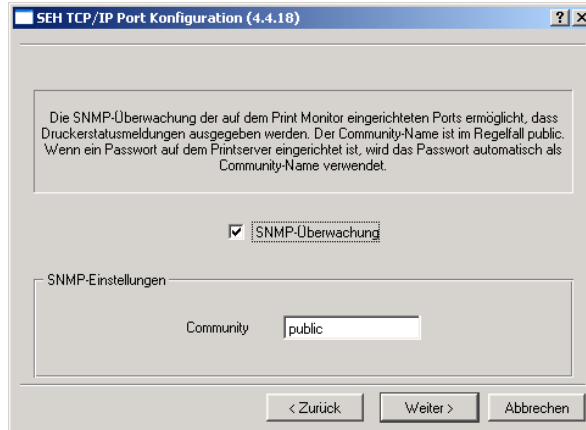 SEH TCP/IP Port Konfiguration (4.4.18)
Die SNMP-Überwachung der auf dem Print Monitor eingerichteten Ports ermöglicht, dass
Druckerstatusmeldungen ausgegeben werden. Der Community-Name ist im Regelfall public.
Wenn ein Passwort auf dem Printserver eingerichtet ist, wird das Passwort automatisch als
Community-Name verwendet.
SNMP-Überwachung
SNMP-Einstellungen
Community public
< Zurück Weiter > Abbrechen